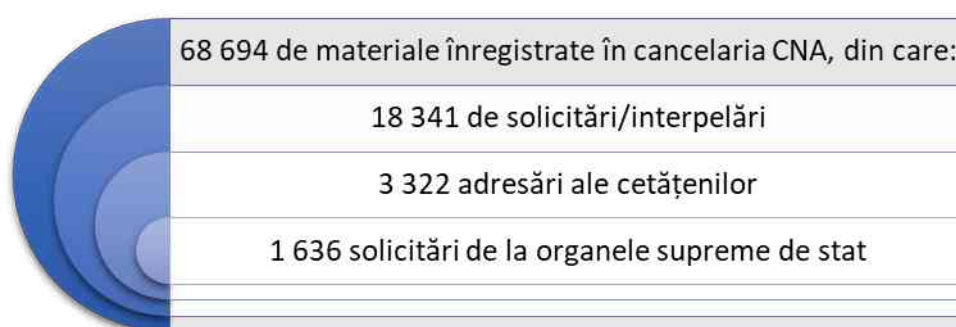 68 694 de materiale înregistrate în cancelaria CNA, din care:
18 341 de solicitări/interpelări
3 322 adresări ale cetățenilor
1 636 solicitări de la organele supreme de stat